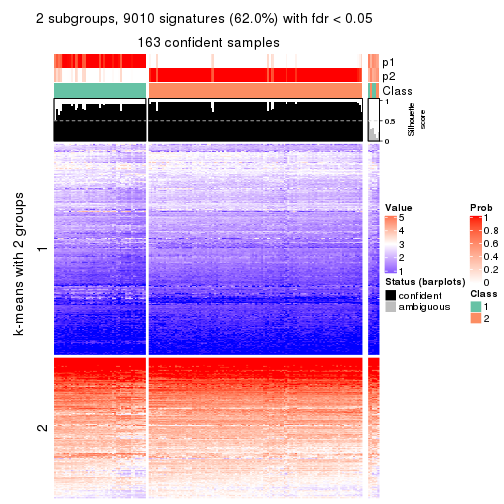 2 subgroups, 9010 signatures (62.0%) with fdr < 0.05
163 confident samples
p1
p2
Class
1
0.5
0
Silhouette
score
k-means with 2 groups
1
2
Value
5
4
3
2
1
Status (barplots)
confident
ambiguous
Prob
1
0.8
0.6
0.4
0.2
0
Class
1
2